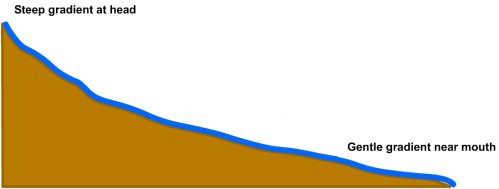 Steep gradient at head
Gentle gradient near mouth